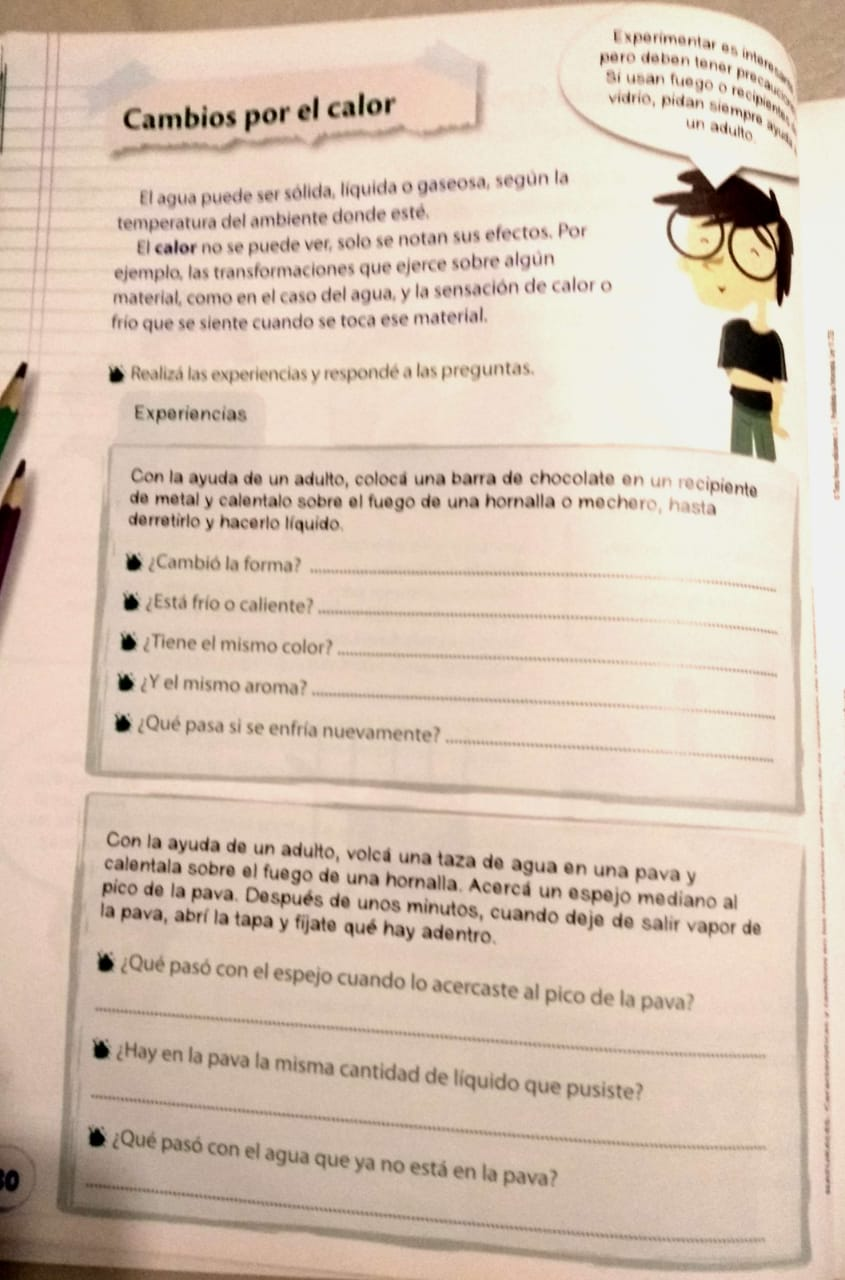 Experimentar es
pero deben tener
Si usan fuego o recipientes
vidrio, pidan siempre
un adulto.
Cambios por el calor
El agua puede ser sólida, líquida o gaseosa, según la
temperatura del ambiente donde esté.
El calor no se puede ver, solo se notan sus efectos. Por
ejemplo, las transformaciones que ejerce sobre algún
material, como en el caso del agua, y la sensación de calor o
frío que se siente cuando se toca ese material.
Realizá las experiencias y respondé a las preguntas.
Experiencias
Con la ayuda de un adulto, colocá una barra de chocolate en un recipiente
de metal y calentalo sobre el fuego de una hornalla o mechero, hasta
derretirlo y hacerlo líquido.
¿Cambió la forma?
¿Está frío o caliente?
¿Tiene el mismo color?
¿Y el mismo aroma?
¿Qué pasa si se enfría nuevamente?
Con la ayuda de un adulto, volcá una taza de agua en una pava y
calentala sobre el fuego de una hornalla. Acercá un espejo mediano al
pico de la pava. Después de unos minutos, cuando deje de salir vapor de
la pava, abrí la tapa y fijate qué hay adentro.
¿Qué pasó con el espejo cuando lo acercaste al pico de la pava?
¿Hay en la pava la misma cantidad de líquido que pusiste?
¿Qué pasó con el agua que ya no está en la pava?